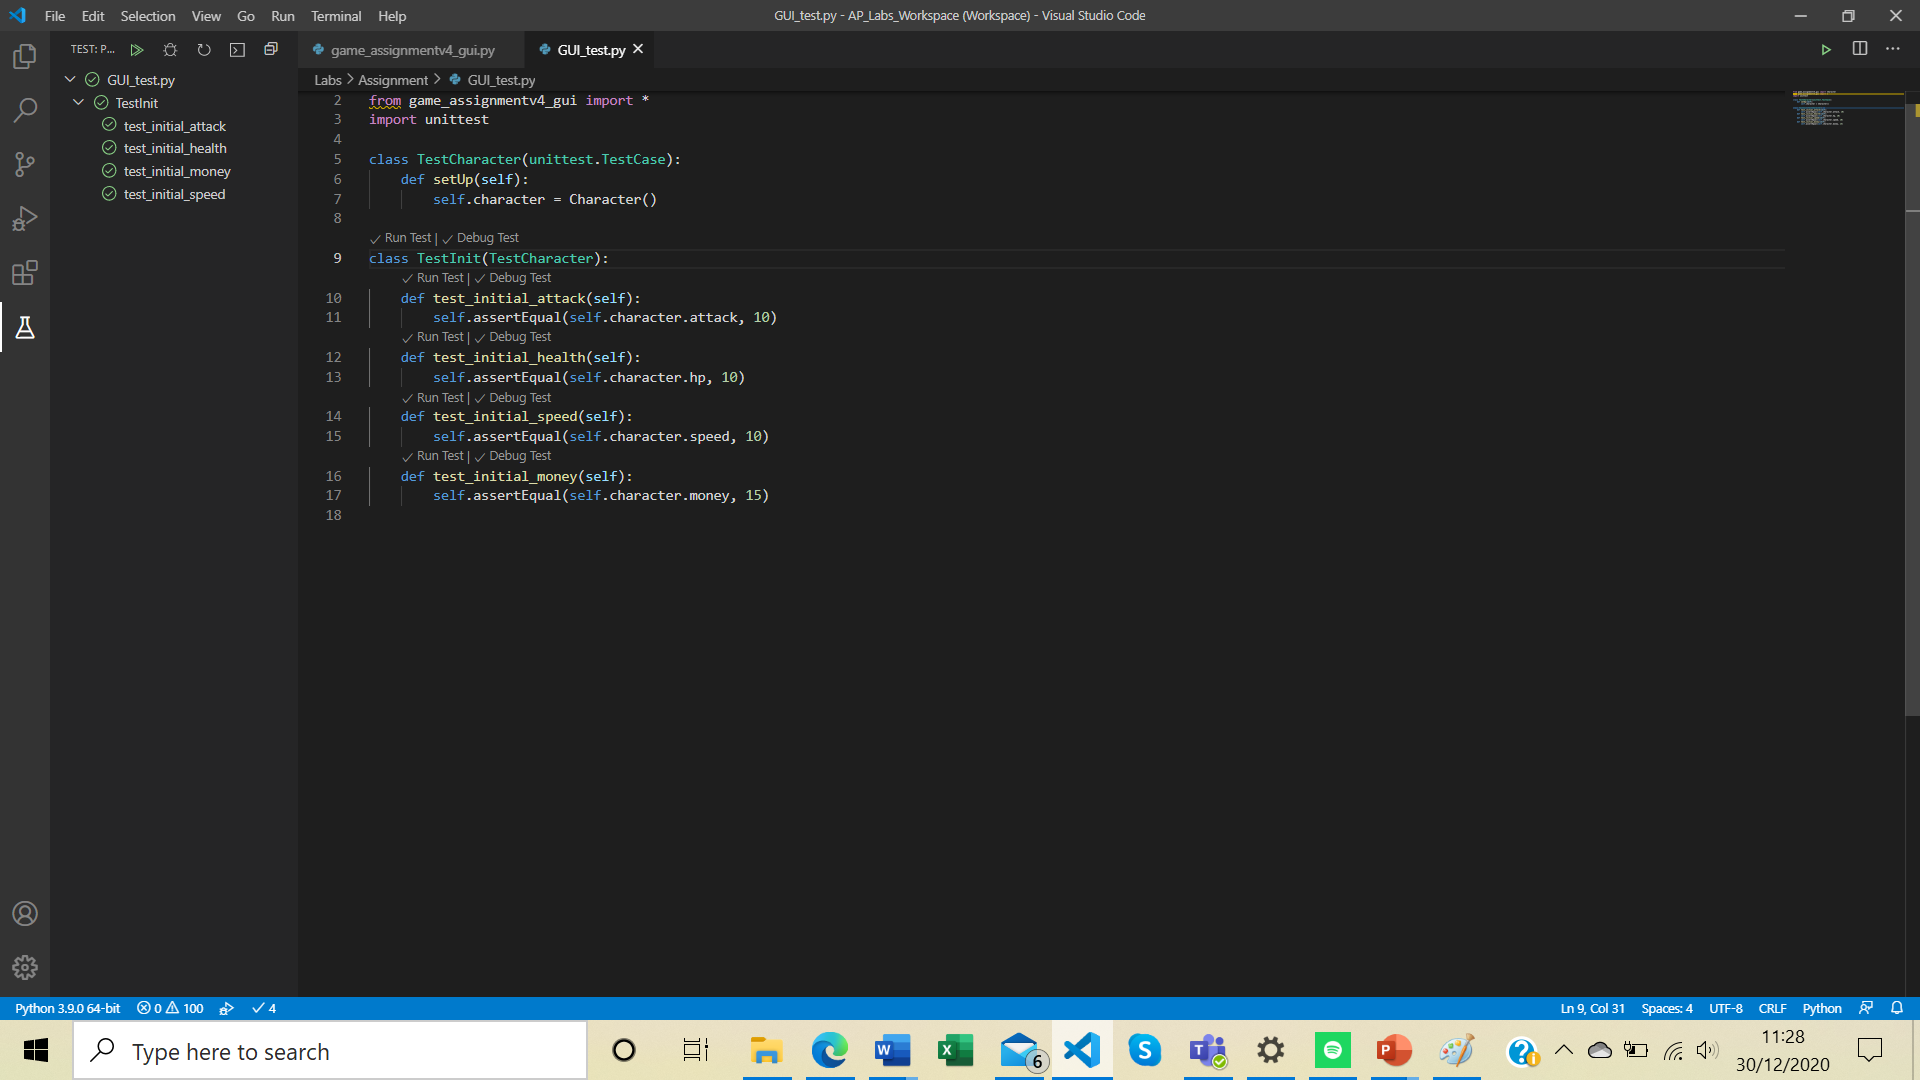 File Edit Selection View Go Run Terminal Help
GUI_test.py - AP_Labs_Workspace (Workspace) - Visual Studio Code
TEST: P...
game_assignmentv4_gui.py
GUI_test.py
GUI_test.py
TestInit
test_initial_attack
test_initial_health
test_initial_money
test_initial_speed
Labs > Assignment > GUI_test.py
2 from game_assignmentv4_gui import *
3 import unittest
4
5 class TestCharacter(unittest.TestCase):
6 def setUp(self):
7 self.character = Character()
8
✓ Run Test | ✓ Debug Test
9 class TestInit(TestCharacter):
✓ Run Test | ✓ Debug Test
10 def test_initial_attack(self):
11 self.assertEqual(self.character.attack, 10)
✓ Run Test | ✓ Debug Test
12 def test_initial_health(self):
13 self.assertEqual(self.character.hp, 10)
✓ Run Test | ✓ Debug Test
14 def test_initial_speed(self):
15 self.assertEqual(self.character.speed, 10)
✓ Run Test | ✓ Debug Test
16 def test_initial_money(self):
17 self.assertEqual(self.character.money, 15)
18
Python 3.9.0 64-bit 0 100 ✓ 4
Ln 9, Col 31 Spaces: 4 UTF-8 CRLF Python
Type here to search
W
X
6
S
T
P
11:28
30/12/2020